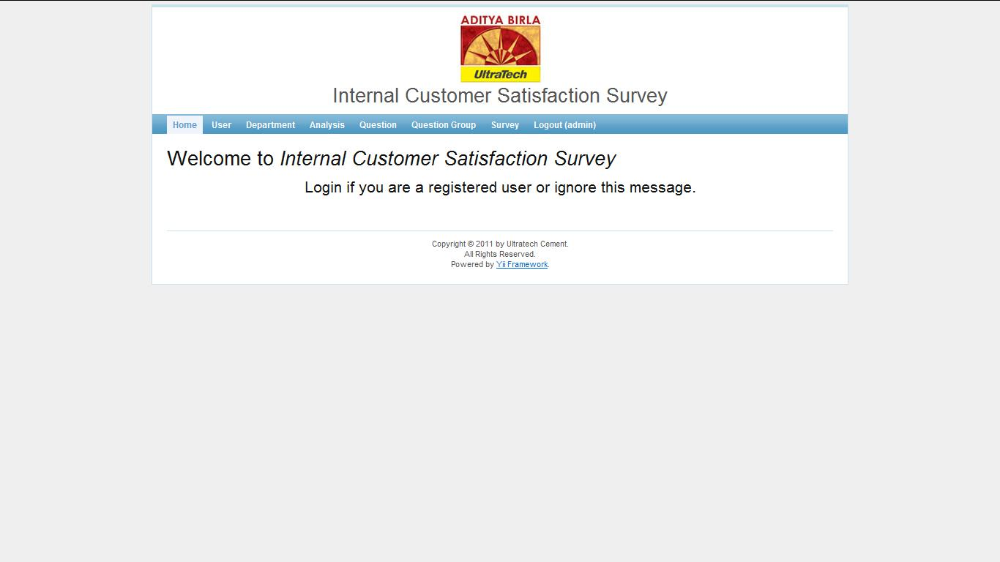 ADITYA BIRLA
UltraTech
Internal Customer Satisfaction Survey
Home User Department Analysis Question Question Group Survey Logout (admin)
Welcome to Internal Customer Satisfaction Survey
Login if you are a registered user or ignore this message.
Copyright © 2011 by Ultratech Cement.
All Rights Reserved.
Powered by Yii Framework.